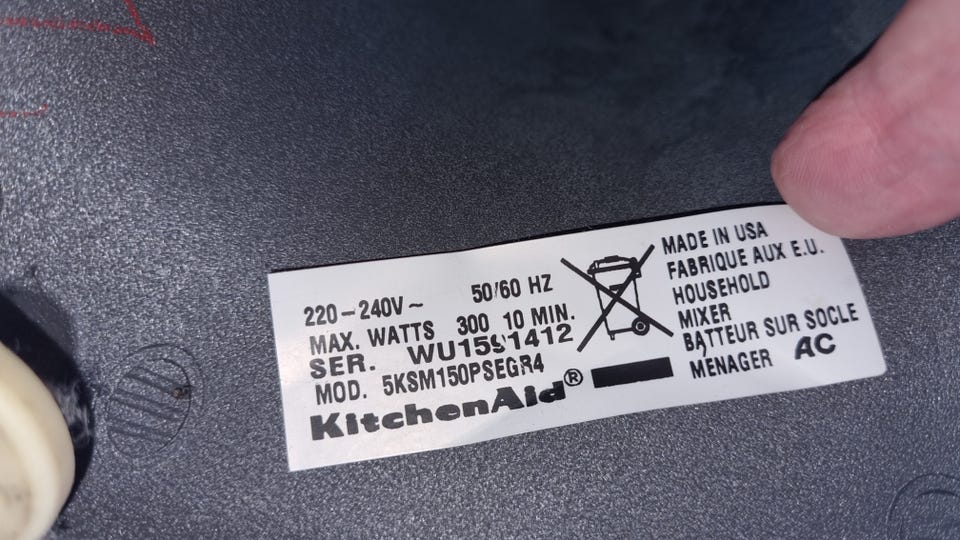 220-240V~ 50/60 HZ
MAX. WATTS 300 10 MIN.
SER.
MOD. 5KSM150PSEGR4
KitchenAid®
MADE IN USA
FABRIQUE AUX E.U.
HOUSEHOLD
MIXER
BATTEUR SUR SOCLE
MÉNAGER AC